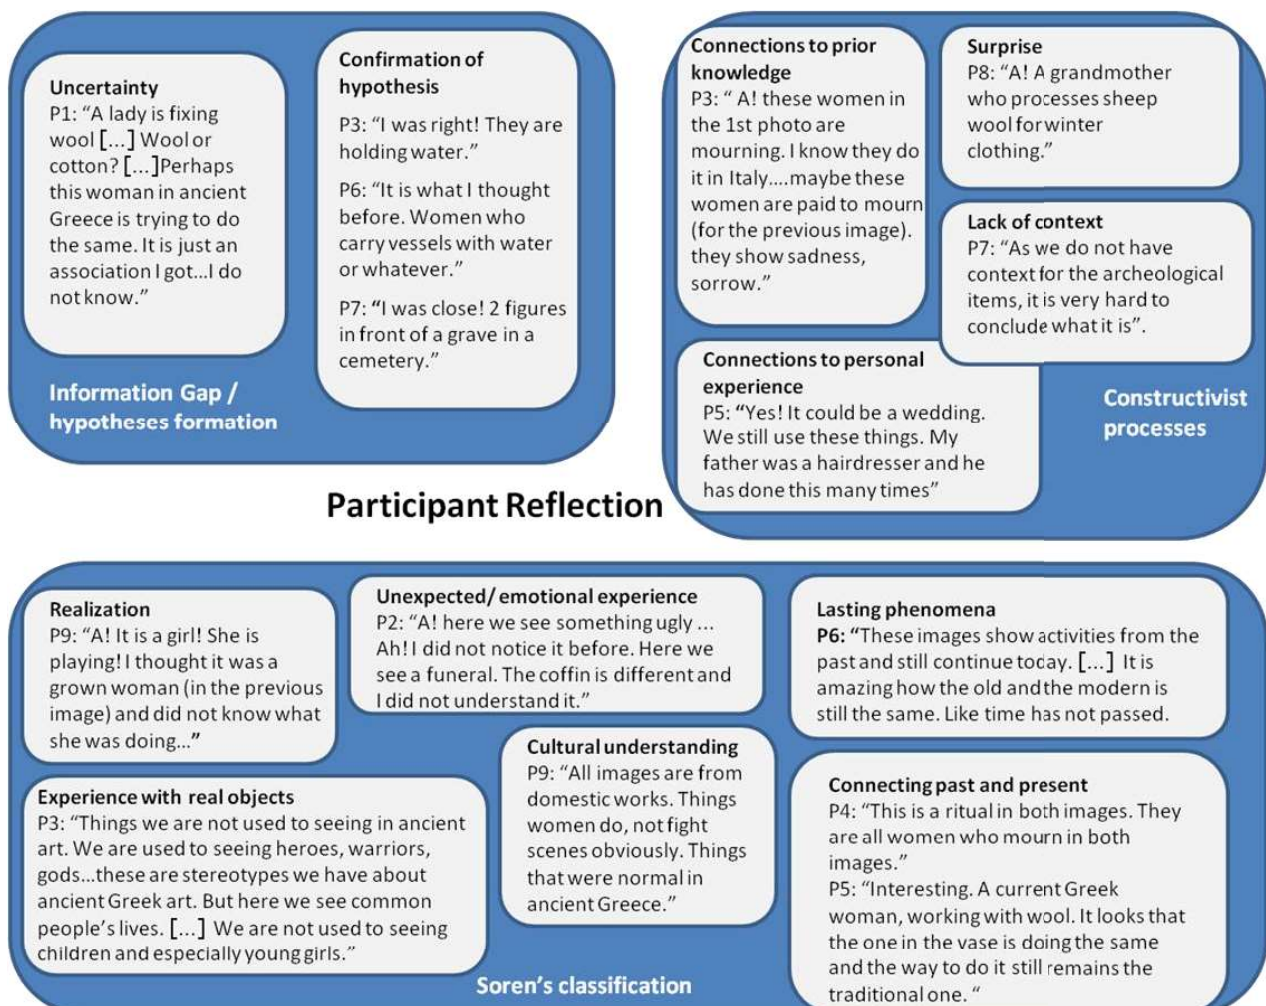 Uncertainty
P1: “A lady is fixing
wool [...] Wool or
cotton? [...]Perhaps
this woman in ancient
Greece is trying to do
the same. It is just an
association I got...I do
not know.”
Confirmation of
hypothesis
P3: “I was right! They are
holding water.”
P6: “It is what I thought
before. Women who
carry vessels with water
or whatever.”
P7: “I was close! 2 figures
in front of a grave in a
cemetery.”
Information Gap /
hypotheses formation
Connections to prior
knowledge
P3: “ A! these women in
the 1st photo are
mourning. I know they do
it in Italy....maybe these
women are paid to mourn
(for the previous image).
they show sadness,
sorrow.”
Surprise
P8: “A! A grandmother
who processes sheep
wool for winter
clothing.”
Lack of context
P7: “As we do not have
context for the archeological
items, it is very hard to
conclude what it is”.
Connections to personal
experience
P5: “Yes! It could be a wedding.
We still use these things. My
father was a hairdresser and he
has done this many times”
Constructivist
processes
Participant Reflection
Realization
P9: “A! It is a girl! She is
playing! I thought it was a
grown woman (in the previous
image) and did not know what
she was doing...”
Unexpected/ emotional experience
P2: “A! here we see something ugly ...
Ah! I did not notice it before. Here we
see a funeral. The coffin is different and
I did not understand it.”
Lasting phenomena
P6: “These images show activities from the
past and still continue today. [...] It is
amazing how the old and the modern is
still the same. Like time has not passed.
Experience with real objects
P3: “Things we are not used to seeing in ancient
art. We are used to seeing heroes, warriors,
gods...these are stereotypes we have about
ancient Greek art. But here we see common
people’s lives. [...] We are not used to seeing
children and especially young girls.”
Cultural understanding
P9: “All images are from
domestic works. Things
women do, not fight
scenes obviously. Things
that were normal in
ancient Greece.”
Connecting past and present
P4: “This is a ritual in both images. They
are all women who mourn in both
images.”
P5: “Interesting. A current Greek
woman, working with wool. It looks that
the one in the vase is doing the same
and the way to do it still remains the
traditional one. “
Soren’s classification